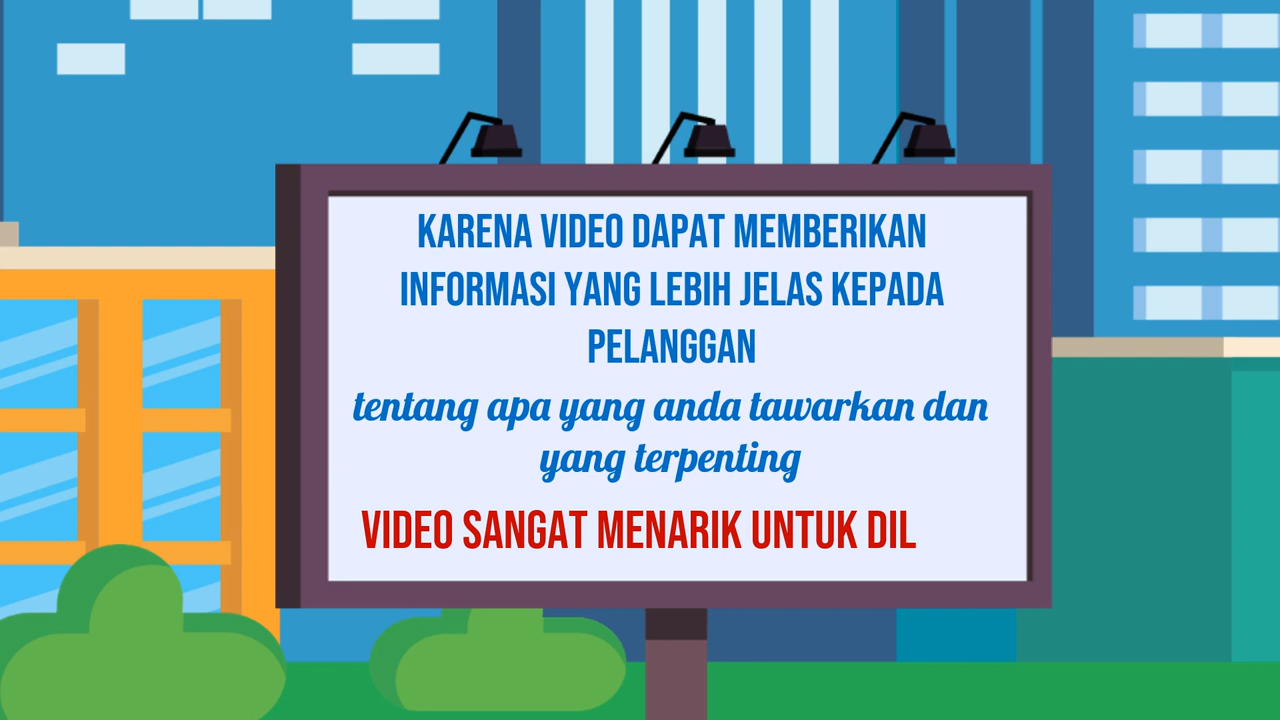 KARENA VIDEO DAPAT MEMBERIKAN
INFORMASI YANG LEBIH JELAS KEPADA
PELANGGAN
tentang apa yang anda tawarkan dan
yang terpenting
VIDEO SANGAT MENARIK UNTUK DIL